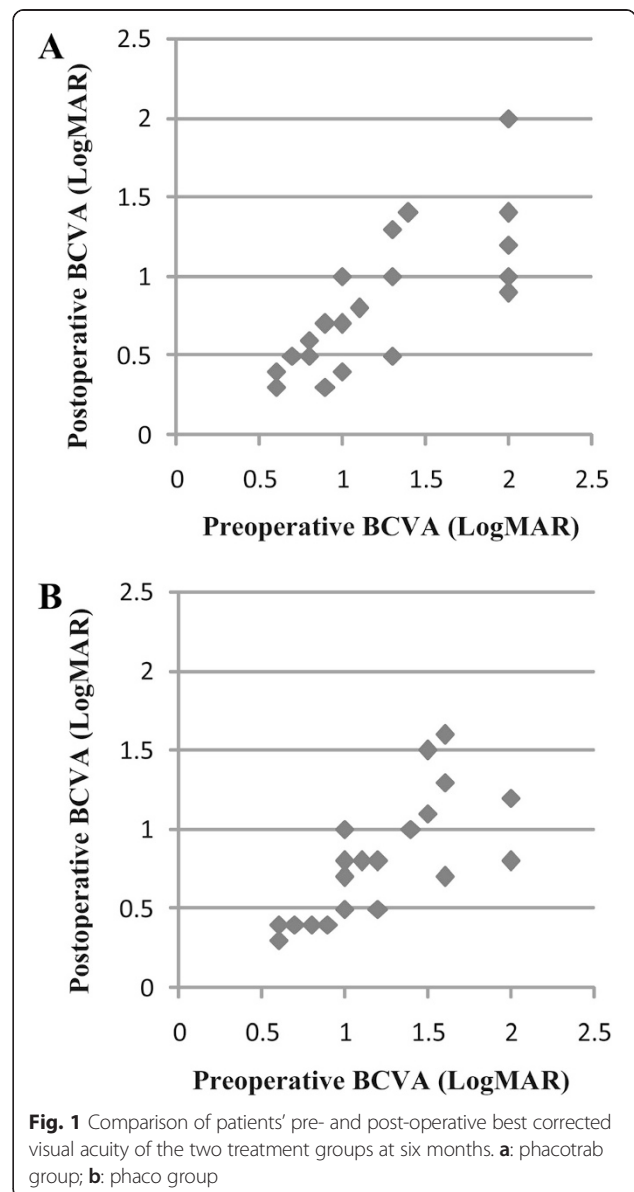 A
2.5
2
1.5
1
0.5
0
Postoperative BCVA (LogMAR)
0 0.5 1 1.5 2 2.5
Preoperative BCVA (LogMAR)
B
2.5
2
1.5
1
0.5
0
Postoperative BCVA (LogMAR)
0 0.5 1 1.5 2 2.5
Preoperative BCVA (LogMAR)
Fig. 1 Comparison of patients’ pre- and post-operative best corrected
visual acuity of the two treatment groups at six months. a: phacotrab
group; b: phaco group